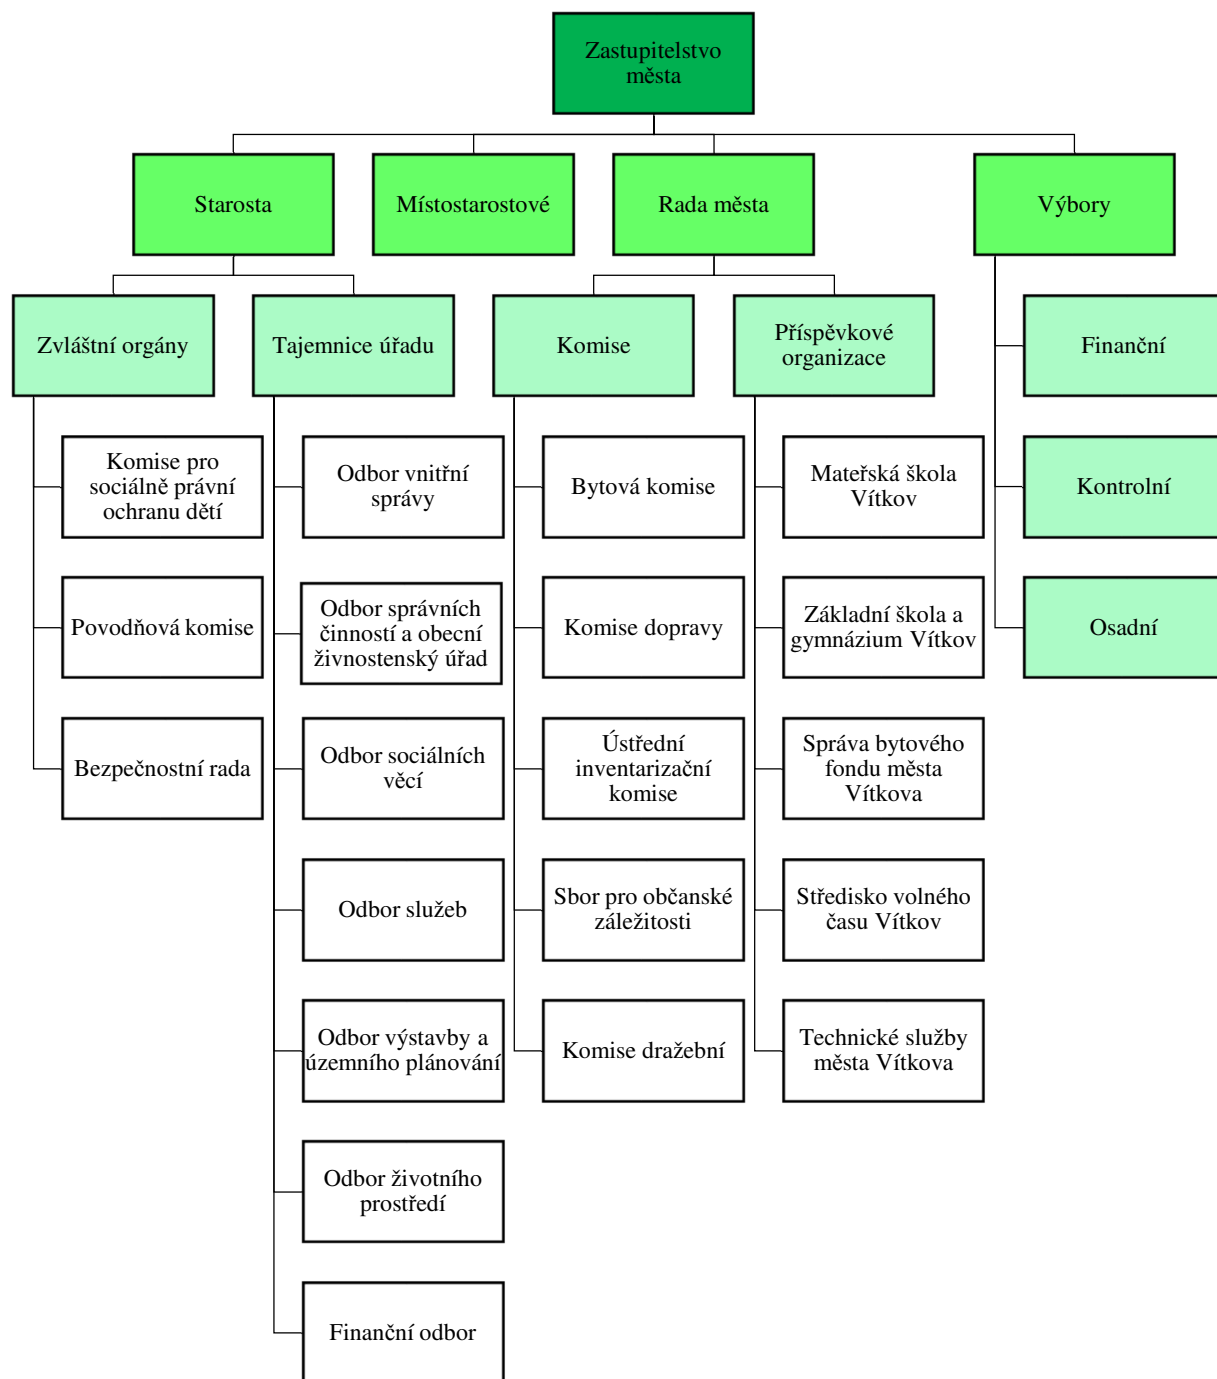 Zastupitelstvo
města
Starosta
Místostarostové
Rada města
Výbory
Zvláštní orgány
Tajemnice úřadu
Komise
Příspěvkové
organizace
Finanční
Komise pro
sociálně právní
ochranu dětí
Odbor vnitřní
správy
Bytová komise
Mateřská škola
Vítkov
Kontrolní
Povodňová komise
Odbor správních
činností a obecní
živnostenský úřad
Komise dopravy
Základní škola a
gymnázium Vítkov
Osadní
Bezpečnostní rada
Odbor sociálních
věcí
Ústřední
inventarizační
komise
Správa bytového
fondu města
Vítkova
Odbor služeb
Sbor pro občanské
záležitosti
Středisko volného
času Vítkov
Odbor výstavby a
územního plánování
Komise dražební
Technické služby
města Vítkova
Odbor životního
prostředí
Finanční odbor